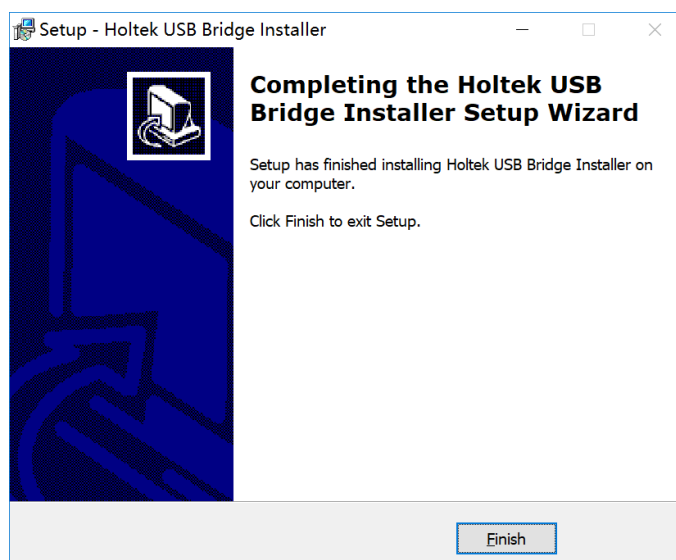 Setup - Holtek USB Bridge Installer
Completing the Holtek USB
Bridge Installer Setup Wizard
Setup has finished installing Holtek USB Bridge Installer on
your computer.
Click Finish to exit Setup.
Finish